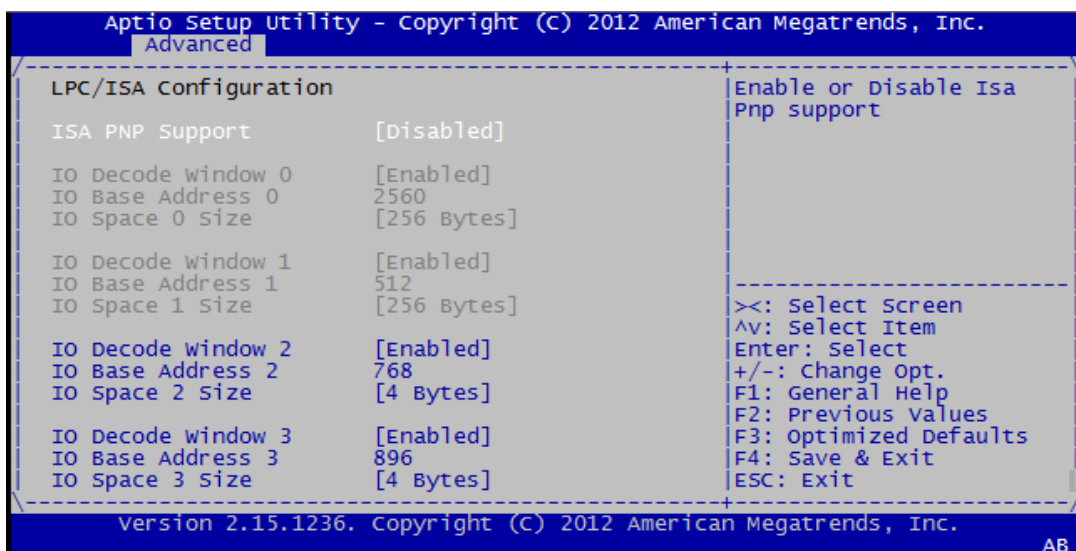 Aptio Setup Utility - Copyright (C) 2012 American Megatrends, Inc.
Advanced
LPC/ISA Configuration
ISA PNP Support [Disabled]
IO Decode Window 0 [Enabled]
IO Base Address 0 2560
IO Space 0 Size [256 Bytes]
IO Decode Window 1 [Enabled]
IO Base Address 1 512
IO Space 1 Size [256 Bytes]
IO Decode Window 2 [Enabled]
IO Base Address 2 768
IO Space 2 Size [4 Bytes]
IO Decode Window 3 [Enabled]
IO Base Address 3 896
IO Space 3 Size [4 Bytes]
Enable or Disable Isa
Pnp support
><: Select Screen
^v: Select Item
Enter: Select
+/-: Change Opt.
F1: General Help
F2: Previous Values
F3: Optimized Defaults
F4: Save & Exit
ESC: Exit
Version 2.15.1236. Copyright (C) 2012 American Megatrends, Inc.
AB